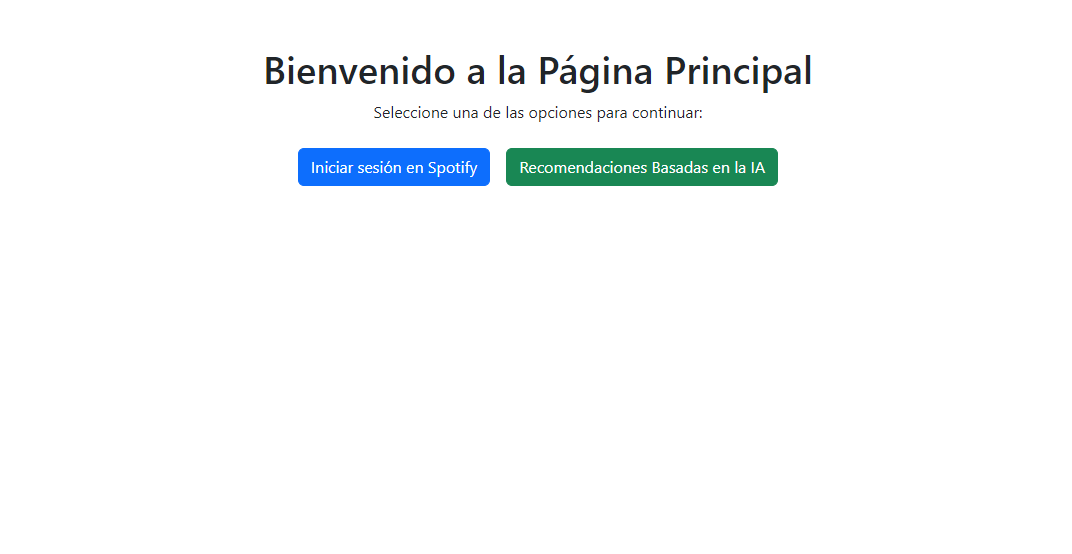 Bienvenido a la Página Principal
Seleccione una de las opciones para continuar:
Iniciar sesión en Spotify
Recomendaciones Basadas en la IA